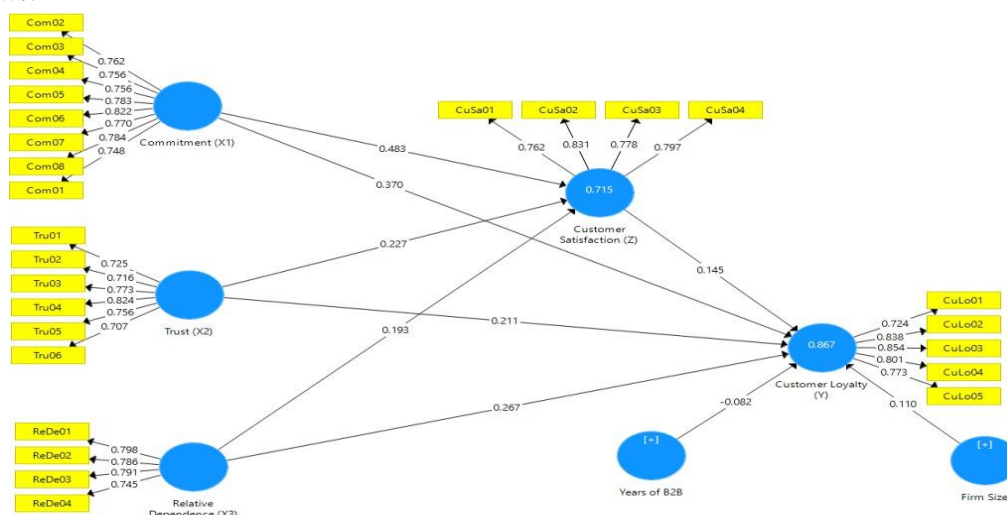 Com02
Com03
Com04
Com05
Com06
Com07
Com08
Com01
0.762
0.756
0.756
0.783
0.822
0.770
0.784
0.748
Commitment (X1)
Tru01
Tru02
Tru03
Tru04
Tru05
Tru06
0.725
0.716
0.773
0.824
0.756
0.707
Trust (X2)
ReDe01
ReDe02
ReDe03
ReDe04
0.798
0.786
0.791
0.745
Relative
Dependence (X3)
0.483
0.370
0.227
0.193
0.211
0.267
CuSa01
CuSa02
CuSa03
CuSa04
0.762
0.831
0.778
0.797
0.715
Customer
Satisfaction (Z)
0.145
0.867
Customer Loyalty
(Y)
CuLo01
CuLo02
CuLo03
CuLo04
CuLo05
0.724
0.838
0.854
0.801
0.773
-0.082
0.110
[+]
Years of B2B
[+]
Firm Size